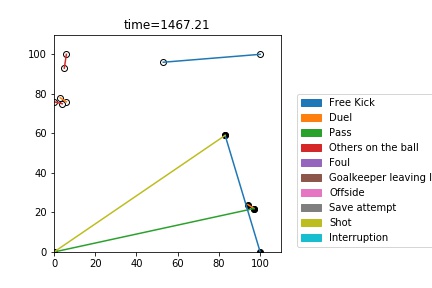 time=1467.21
100
80
60
40
20
0
0 20 40 60 80 100
Free Kick
Duel
Pass
Others on the ball
Foul
Goalkeeper leaving l
Offside
Save attempt
Shot
Interruption